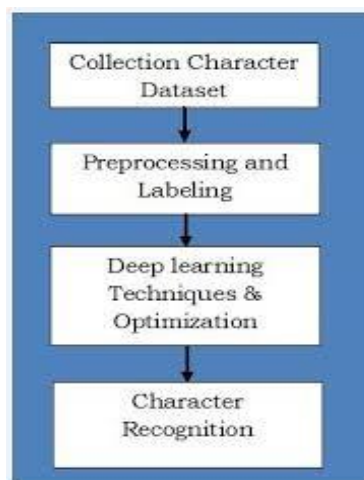 Collection Character
Dataset
Preprocessing and
Labeling
Deep learning
Techniques &
Optimization
Character
Recognition